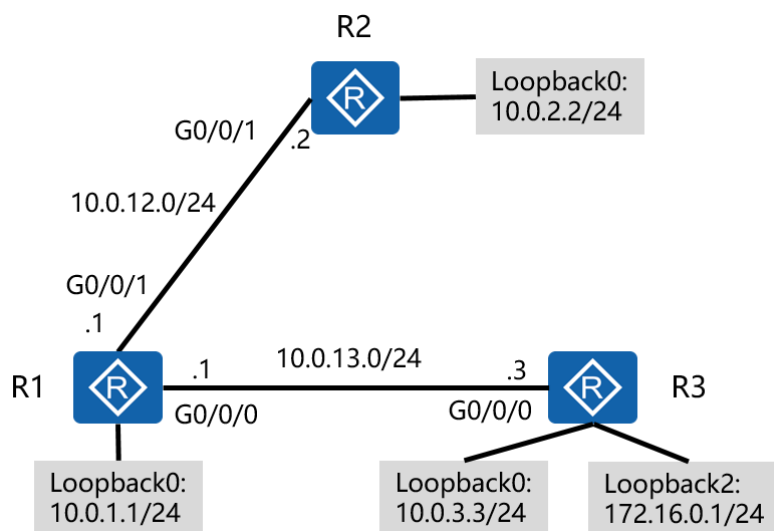 R2
R
Loopback0:
10.0.2.2/24
G0/0/1
.2
10.0.12.0/24
G0/0/1
.1
R1
R
.1
10.0.13.0/24
.3
R
R3
G0/0/0
G0/0/0
Loopback0:
10.0.1.1/24
Loopback0:
10.0.3.3/24
Loopback2:
172.16.0.1/24